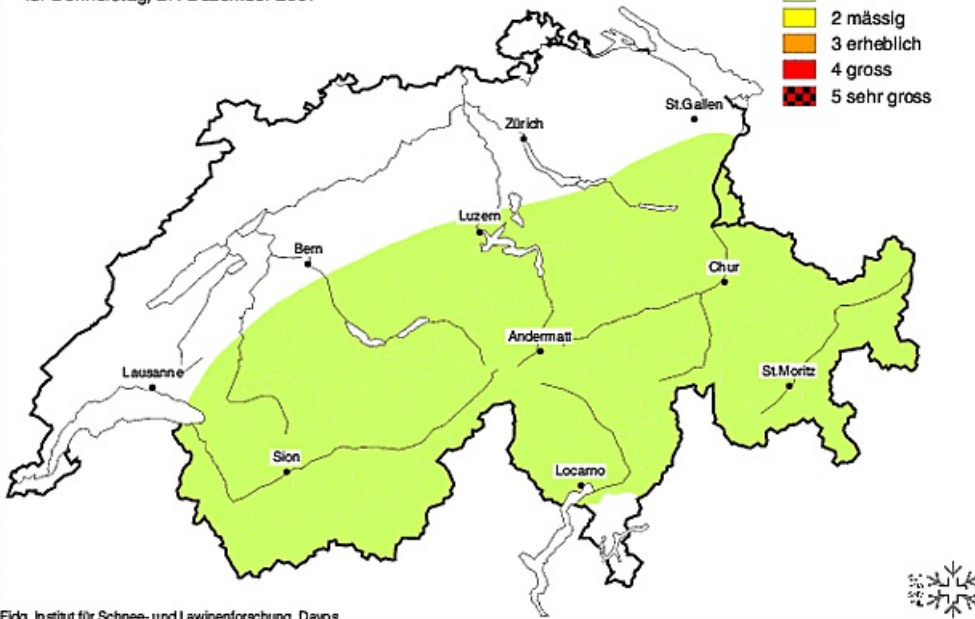 2 mässig
3 erheblich
4 gross
5 sehr gross
St.Gallen
Zürich
Luzern
Bern
Chur
Andermatt
Lausanne
St.Moritz
Sion
Locarno
Eidg. Institut für Schnee- und Lawinenforschung, Davos